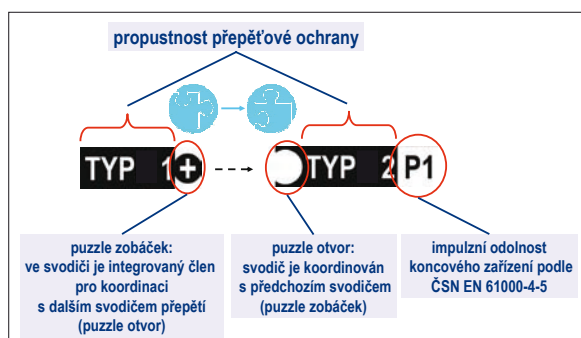 propustnost přepěťové ochrany
TYP 1+
TYP 2 P1
puzzle zobáček:
ve svodiči je integrovaný člen
pro koordinaci
s dalším svodičem přepětí
(puzzle otvor)
puzzle otvor:
svodič je koordinován
s předchozím svodičem
(puzzle zobáček)
impulzní odolnost
koncového zařízení podle
ČSN EN 61000-4-5